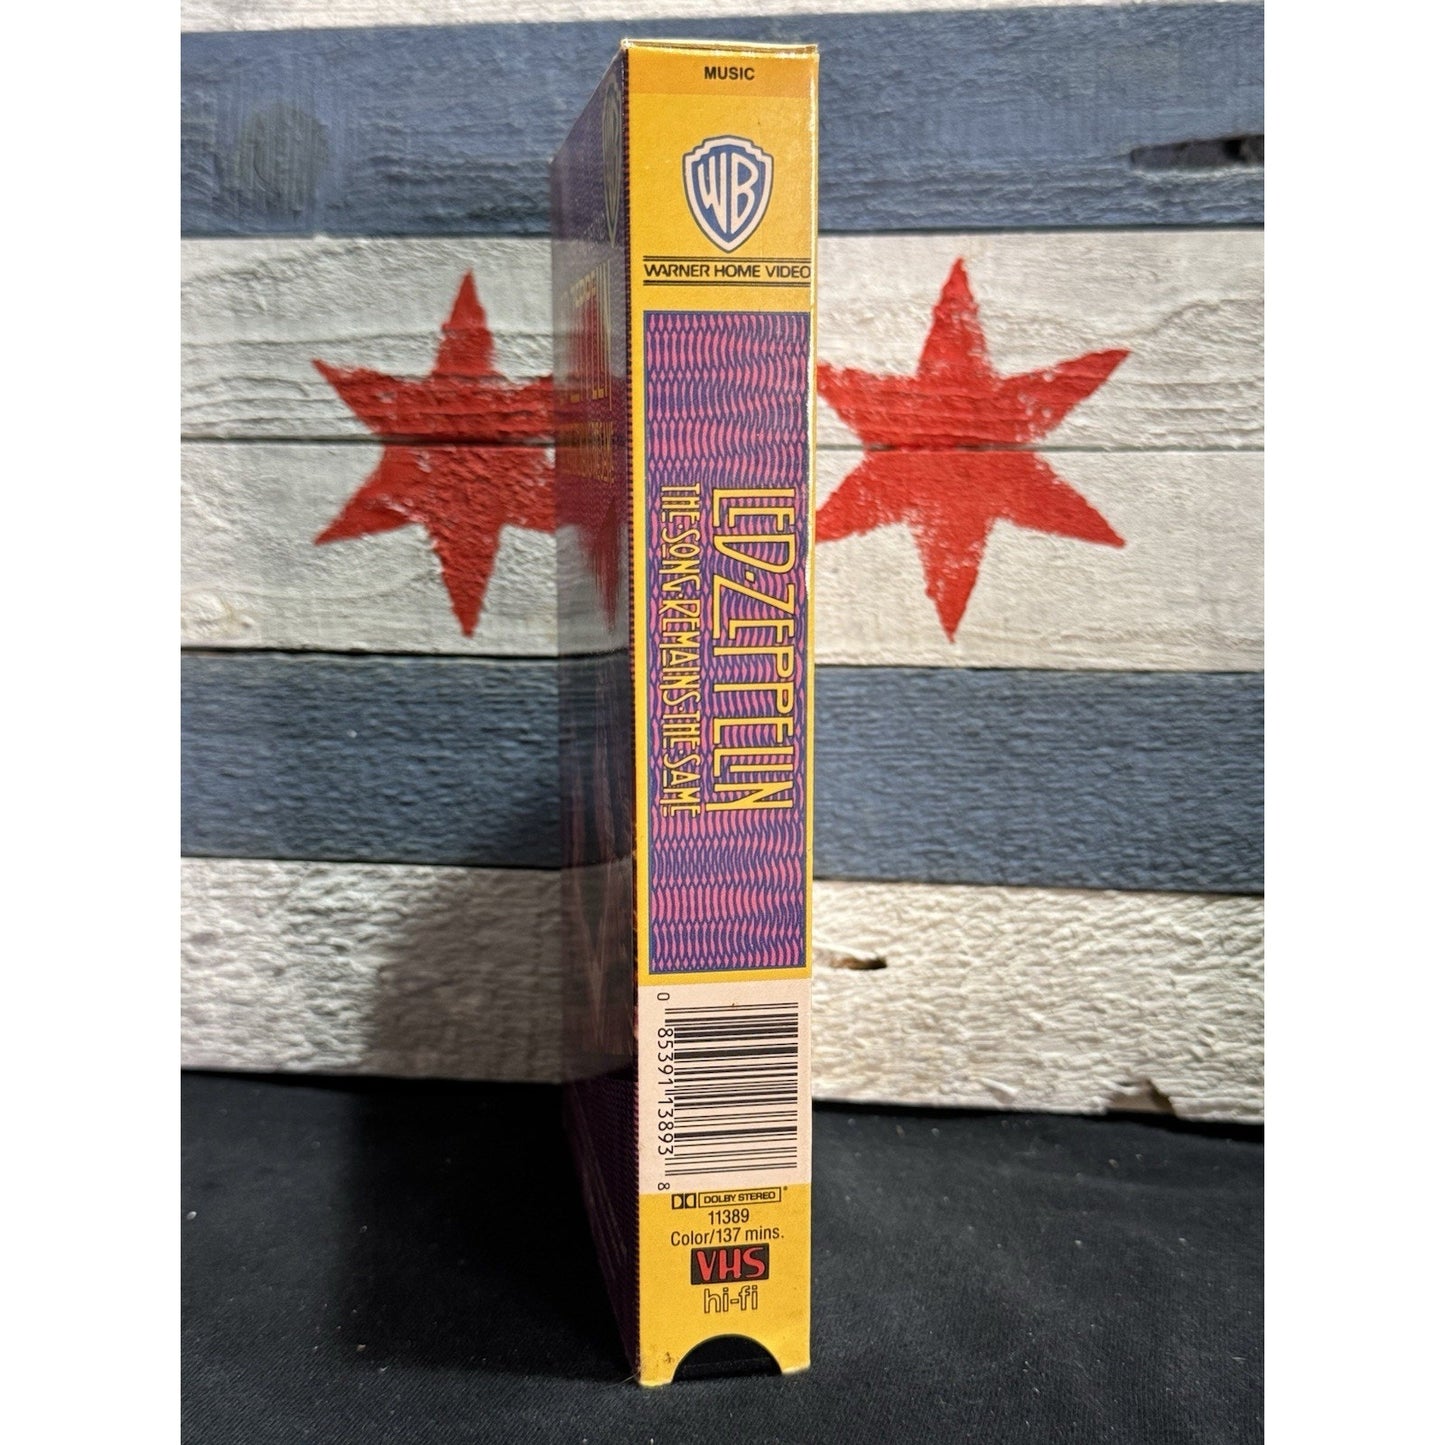 MUSIC
WB
WARNER HOME VIDEO
LED·ZEPPELIN
THE·SONG·REMAINS·THE·SAME
0 85391 13893 8
DOLBY STEREO
11389
Color/137 mins.
VHS
hi-fi